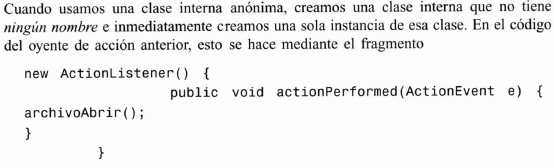 Cuando usamos una clase interna anónima, creamos una clase interna que no tiene
ningún nombre e inmediatamente creamos una sola instancia de esa clase. En el código
del oyente de acción anterior, esto se hace mediante el fragmento
new ActionListener() {
public void actionPerformed(ActionEvent e) {
archivoAbrir();
}
}